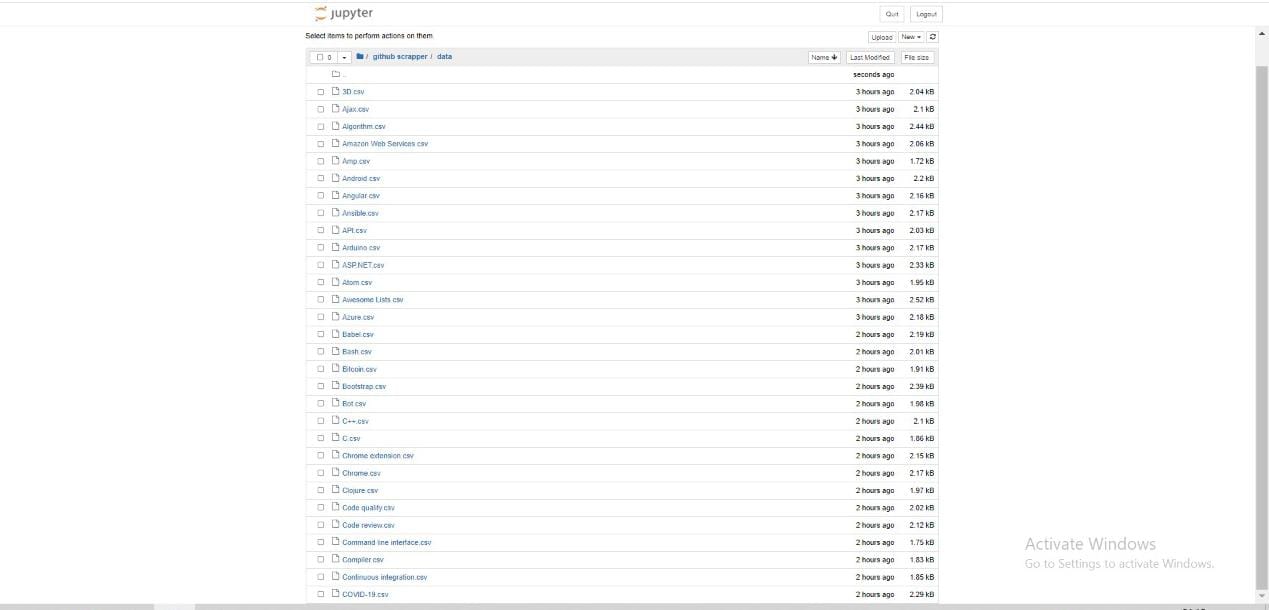 jupyter Quit Logout
Select items to perform actions on them. Upload New
0 / github scrapper / data Name Last Modified File size
.. seconds ago
3D.csv 3 hours ago 2.04 kB
Ajax.csv 3 hours ago 2.1 kB
Algorithm.csv 3 hours ago 2.44 kB
Amazon Web Services.csv 3 hours ago 2.06 kB
Amp.csv 3 hours ago 1.72 kB
Android.csv 3 hours ago 2.2 kB
Angular.csv 3 hours ago 2.16 kB
Ansible.csv 3 hours ago 2.17 kB
API.csv 3 hours ago 2.03 kB
Arduino.csv 3 hours ago 2.17 kB
ASP.NET.csv 3 hours ago 2.33 kB
Atom.csv 3 hours ago 1.95 kB
Awesome Lists.csv 3 hours ago 2.52 kB
Azure.csv 3 hours ago 2.18 kB
Babel.csv 2 hours ago 2.19 kB
Bash.csv 2 hours ago 2.01 kB
Bitcoin.csv 2 hours ago 1.91 kB
Bootstrap.csv 2 hours ago 2.39 kB
Bot.csv 2 hours ago 1.98 kB
C++.csv 2 hours ago 2.1 kB
C.csv 2 hours ago 1.86 kB
Chrome extension.csv 2 hours ago 2.15 kB
Chrome.csv 2 hours ago 2.17 kB
Clojure.csv 2 hours ago 1.97 kB
Code quality.csv 2 hours ago 2.02 kB
Code review.csv 2 hours ago 2.12 kB
Command line interface.csv 2 hours ago 1.75 kB
Compiler.csv 2 hours ago 1.83 kB
Continuous integration.csv 2 hours ago 1.85 kB
COVID-19.csv 2 hours ago 2.29 kB
Activate Windows
Go to Settings to activate Windows.